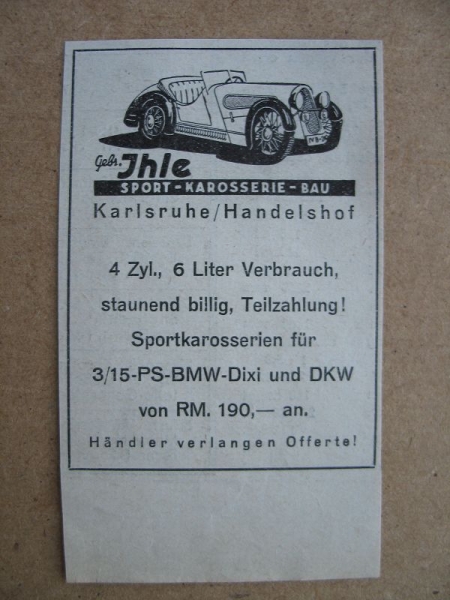 Gebr. Ihle
SPORT-KAROSSERIE-BAU
Karlsruhe/Handelshof
4 Zyl., 6 Liter Verbrauch,
staunend billig, Teilzahlung!
Sportkarosserien für
3/15-PS-BMW-Dixi und DKW
von RM. 190,— an.
Händler verlangen Offerte!